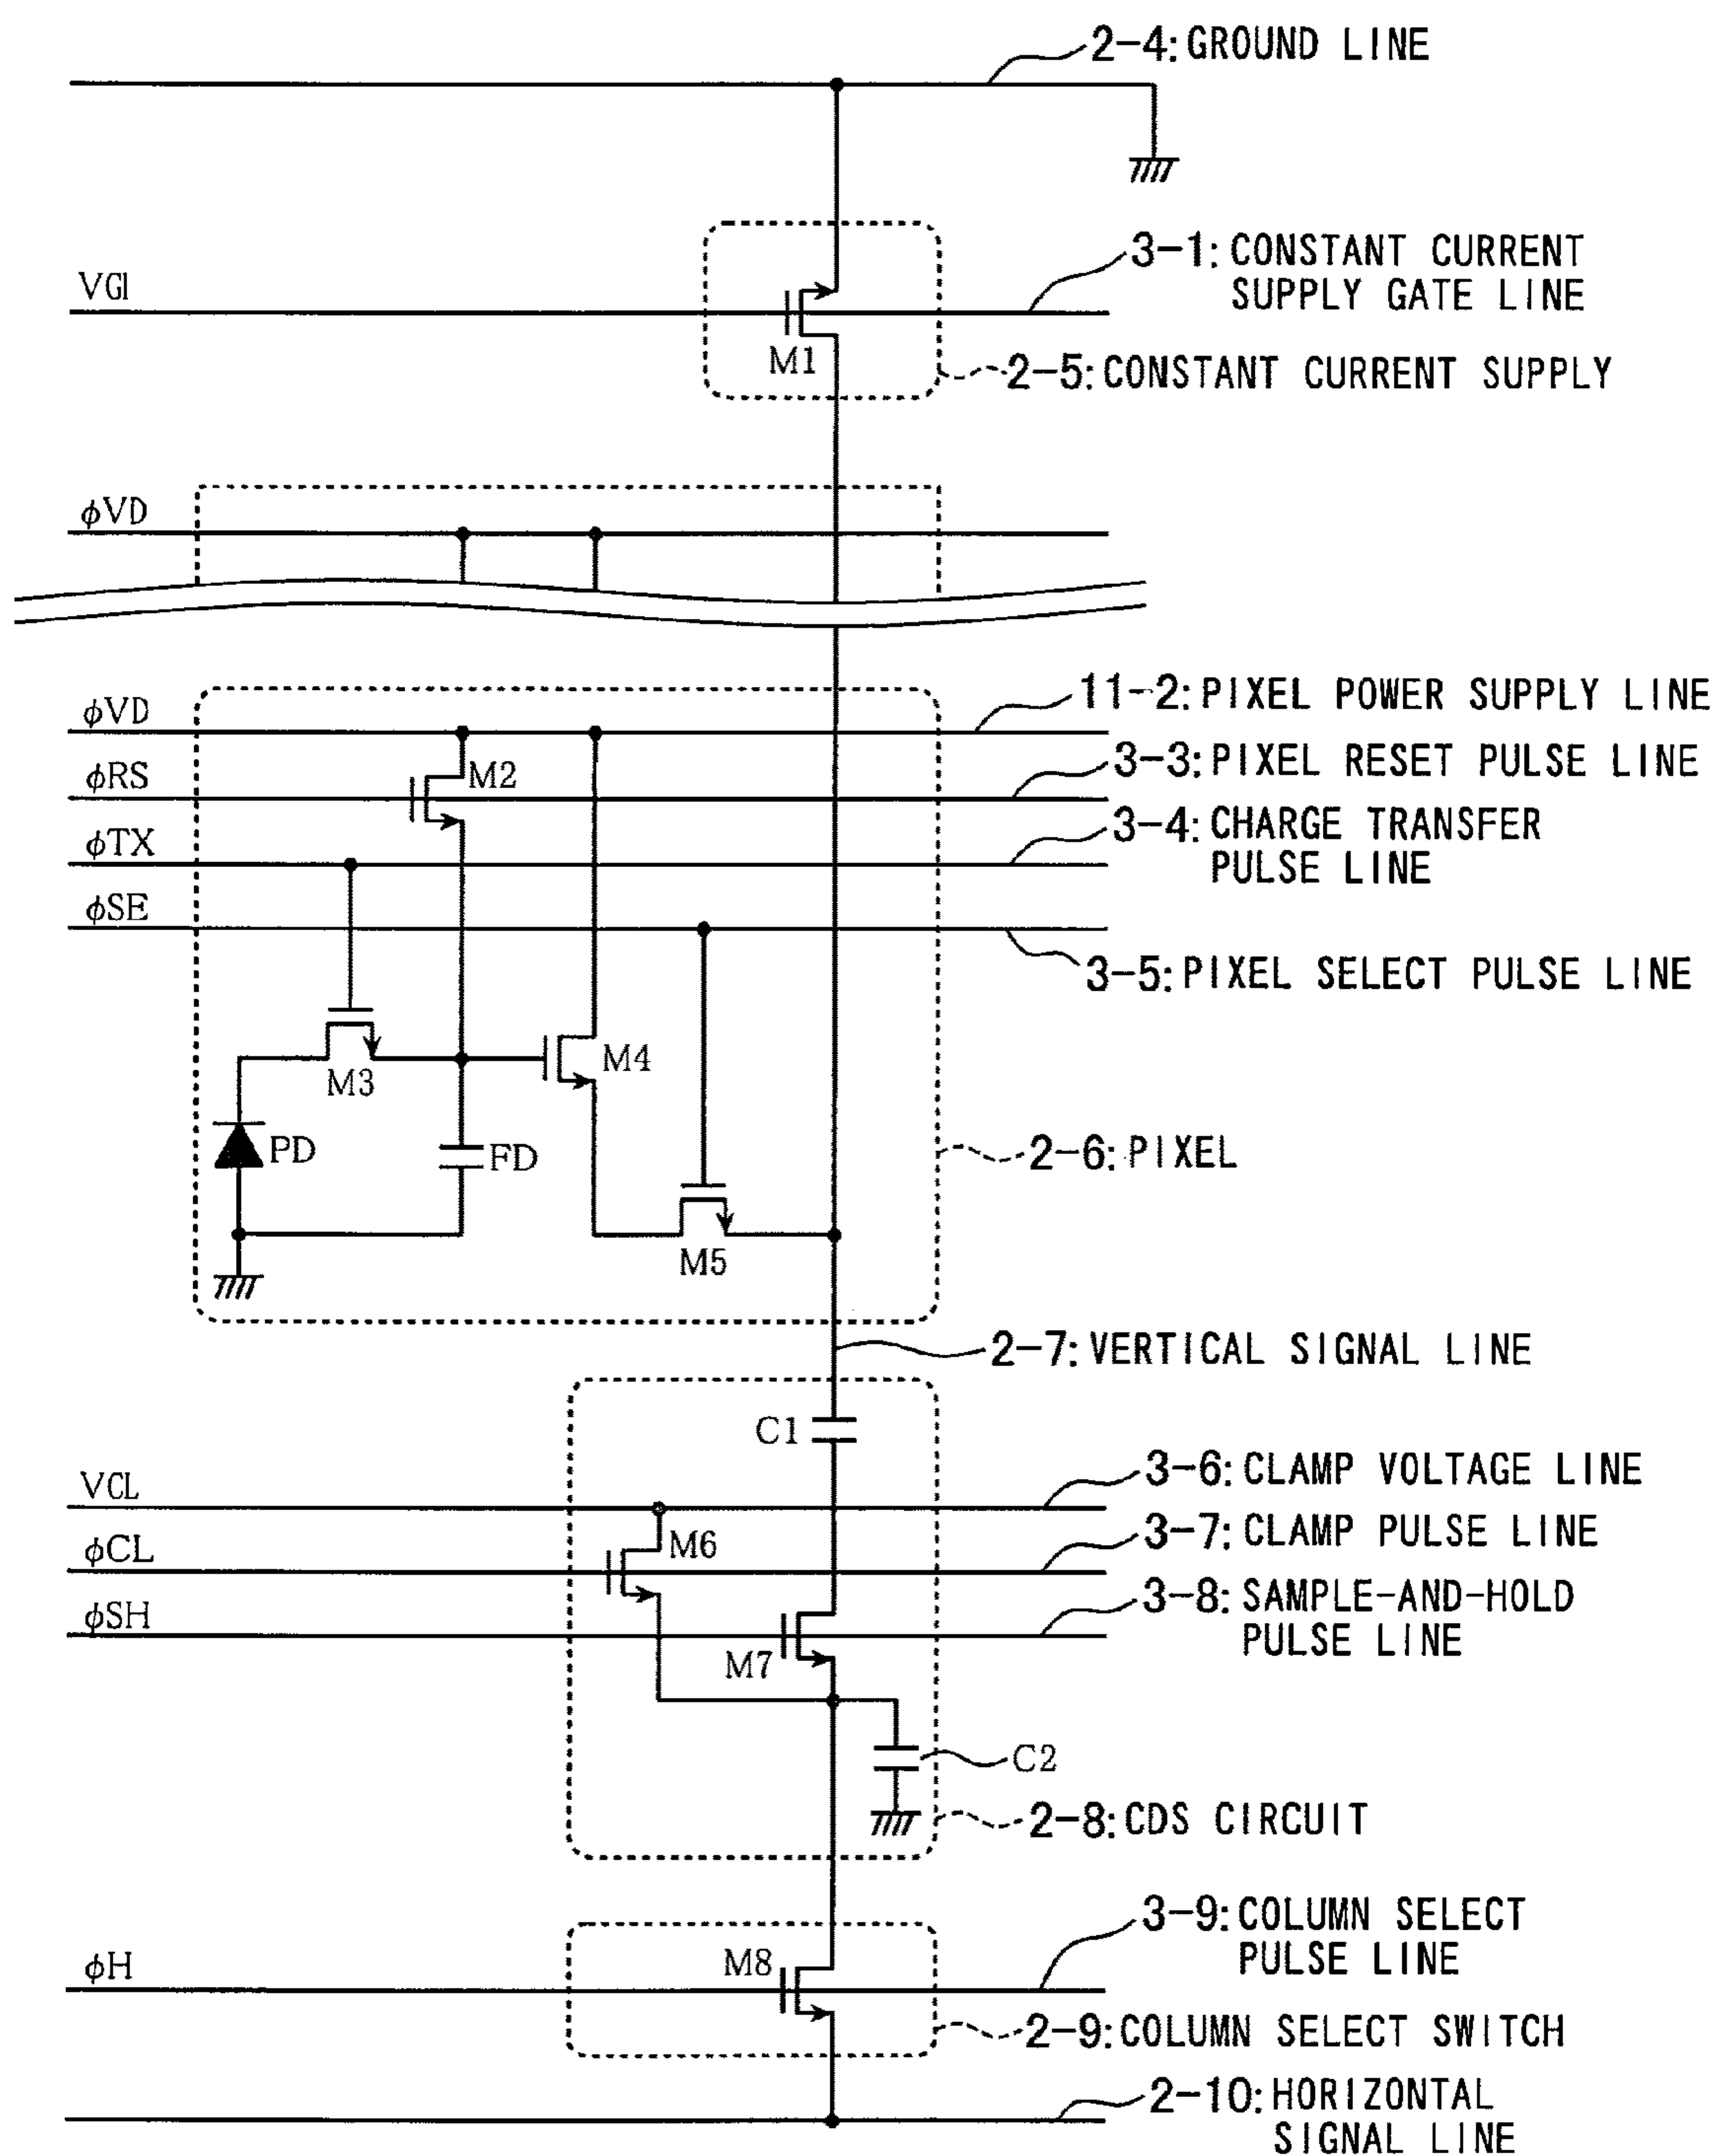 2-4: GROUND LINE
3-1: CONSTANT CURRENT
SUPPLY GATE LINE
VGI
M1
2-5: CONSTANT CURRENT SUPPLY
φVD
11-2: PIXEL POWER SUPPLY LINE
φVD
3-3: PIXEL RESET PULSE LINE
M2
φRS
3-4: CHARGE TRANSFER
PULSE LINE
φTX
φSE
3-5: PIXEL SELECT PULSE LINE
M3
M4
PD
FD
2-6: PIXEL
M5
2-7: VERTICAL SIGNAL LINE
C1
VCL
3-6: CLAMP VOLTAGE LINE
3-7: CLAMP PULSE LINE
φCL
M6
3-8: SAMPLE-AND-HOLD
PULSE LINE
φSH
M7
C2
2-8: CDS CIRCUIT
3-9: COLUMN SELECT
PULSE LINE
φH
M8
2-9: COLUMN SELECT SWITCH
2-10: HORIZONTAL
SIGNAL LINE